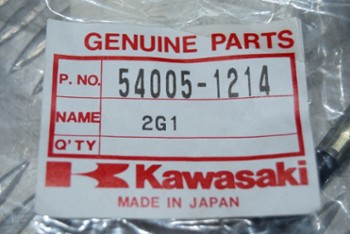 GENUINE PARTS
P. NO. 54005-1214
NAME 2G1
Q'TY
Kawasaki
MADE IN JAPAN